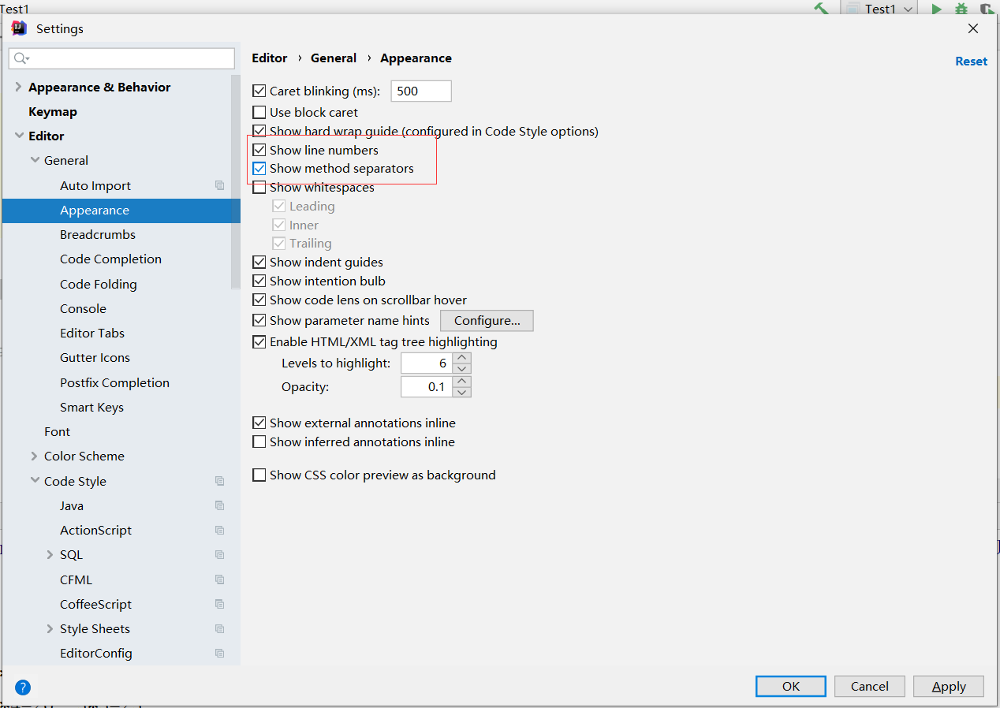 Test1
Test1
Settings
Editor › General › Appearance
Reset
Appearance & Behavior
Keymap
Editor
General
Auto Import
Appearance
Breadcrumbs
Code Completion
Code Folding
Console
Editor Tabs
Gutter Icons
Postfix Completion
Smart Keys
Font
Color Scheme
Code Style
Java
ActionScript
SQL
CFML
CoffeeScript
Style Sheets
EditorConfig
Caret blinking (ms): 500
Use block caret
Show hard wrap guide (configured in Code Style options)
Show line numbers
Show method separators
Show whitespaces
Leading
Inner
Trailing
Show indent guides
Show intention bulb
Show code lens on scrollbar hover
Show parameter name hints Configure...
Enable HTML/XML tag tree highlighting
Levels to highlight: 6
Opacity: 0.1
Show external annotations inline
Show inferred annotations inline
Show CSS color preview as background
?
OK Cancel Apply